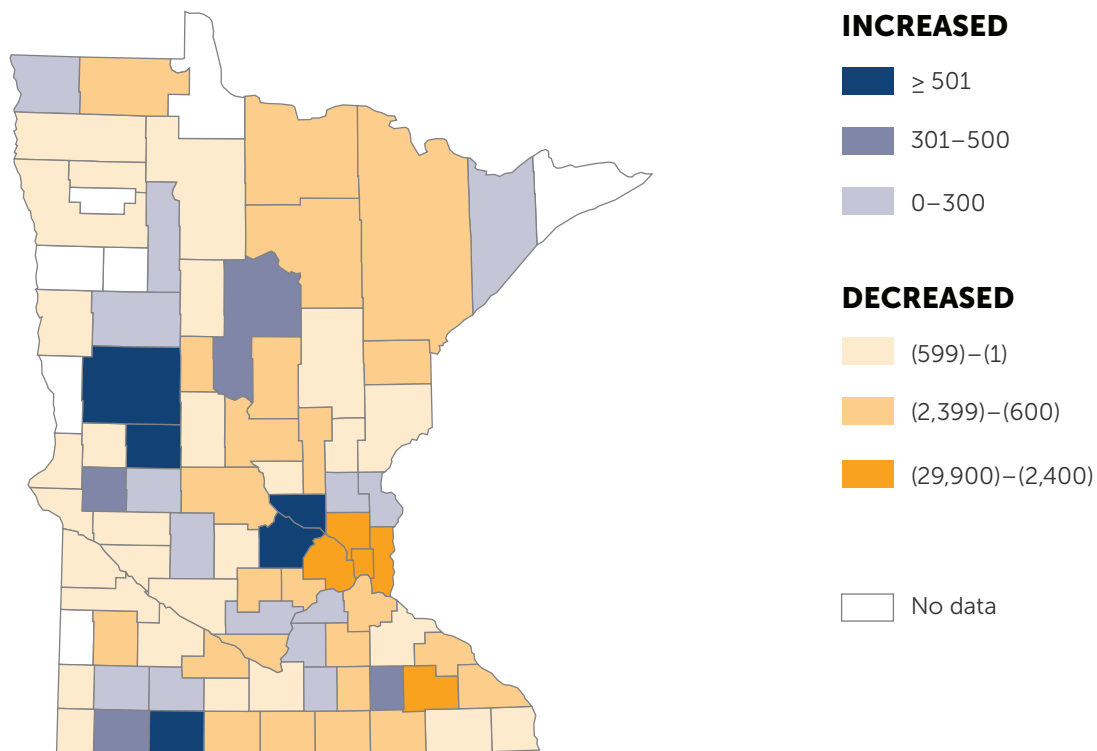 INCREASED
≥ 501
301–500
0–300
DECREASED
(599)–(1)
(2,399)–(600)
(29,900)–(2,400)
No data